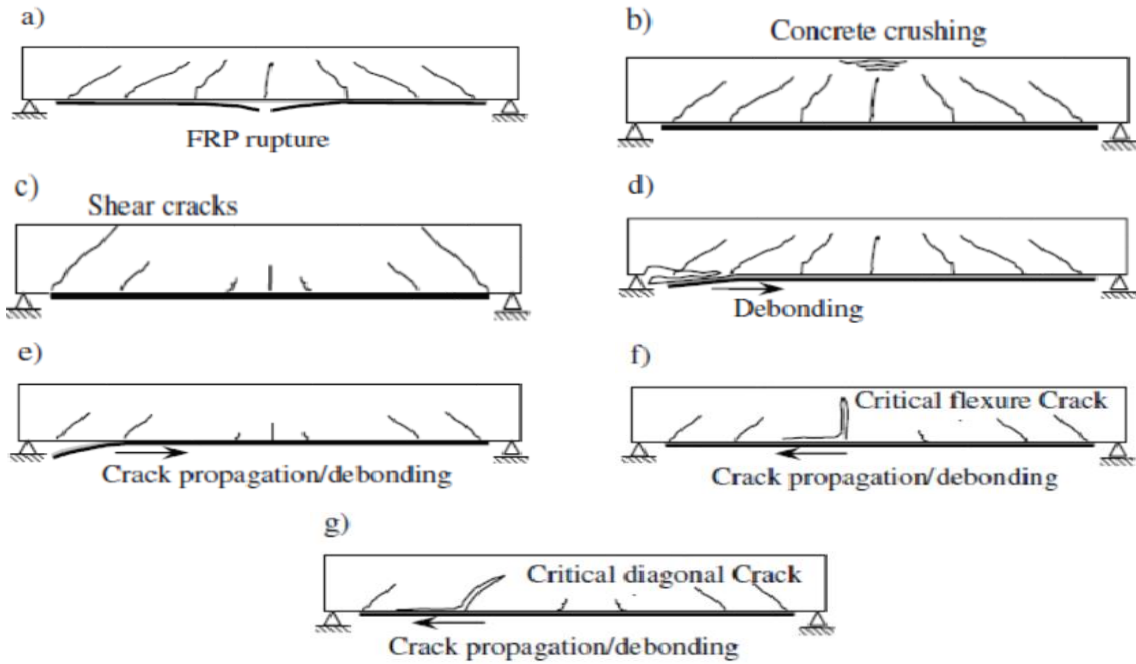 a)
FRP rupture
b)
Concrete crushing
c)
Shear cracks
d)
Debonding
e)
Crack propagation/debonding
f)
Critical flexure Crack
Crack propagation/debonding
g)
Critical diagonal Crack
Crack propagation/debonding